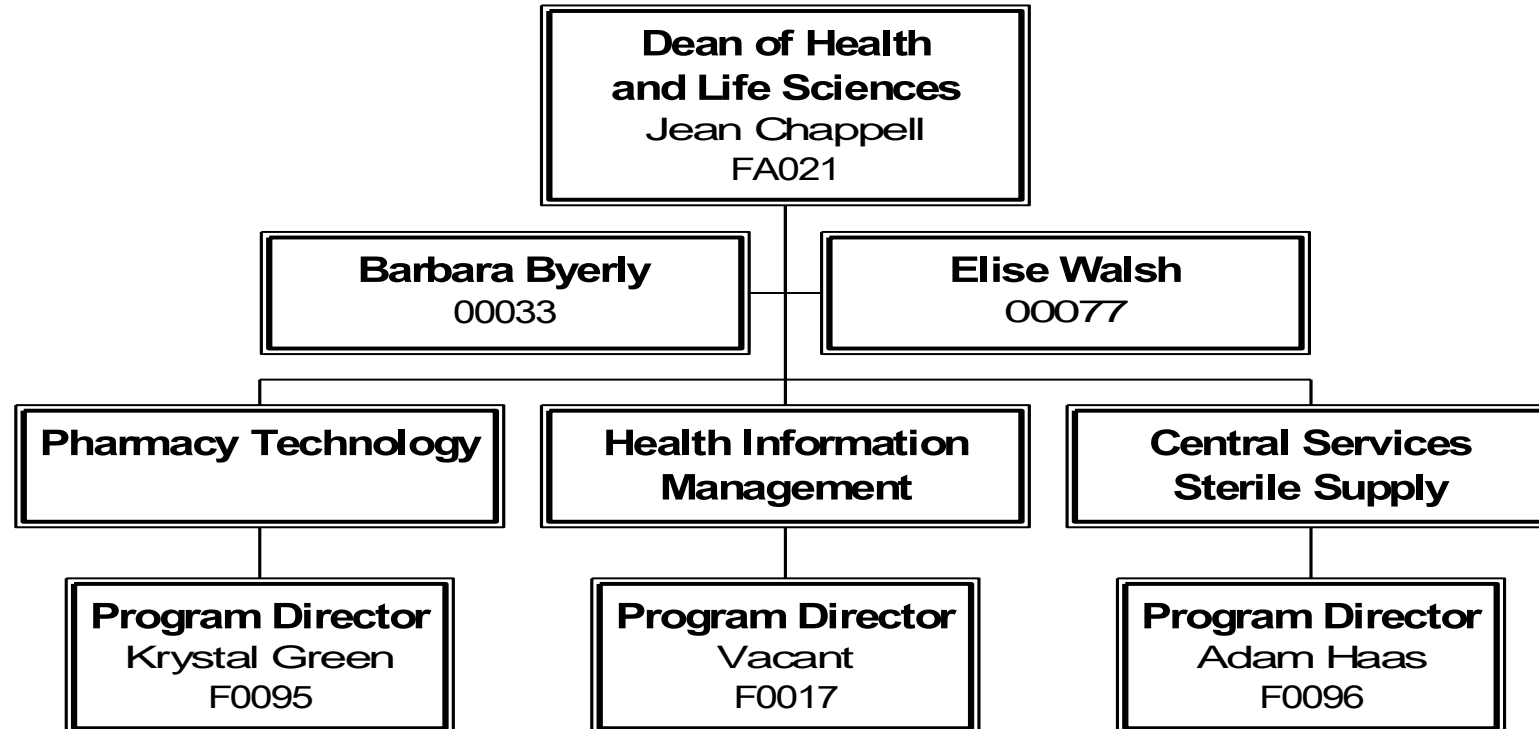 Dean of Health
and Life Sciences
Jean Chappell
FA021
Barbara Byerly
00033
Elise Walsh
00077
Pharmacy Technology
Health Information
Management
Central Services
Sterile Supply
Program Director
Krystal Green
F0095
Program Director
Vacant
F0017
Program Director
Adam Haas
F0096